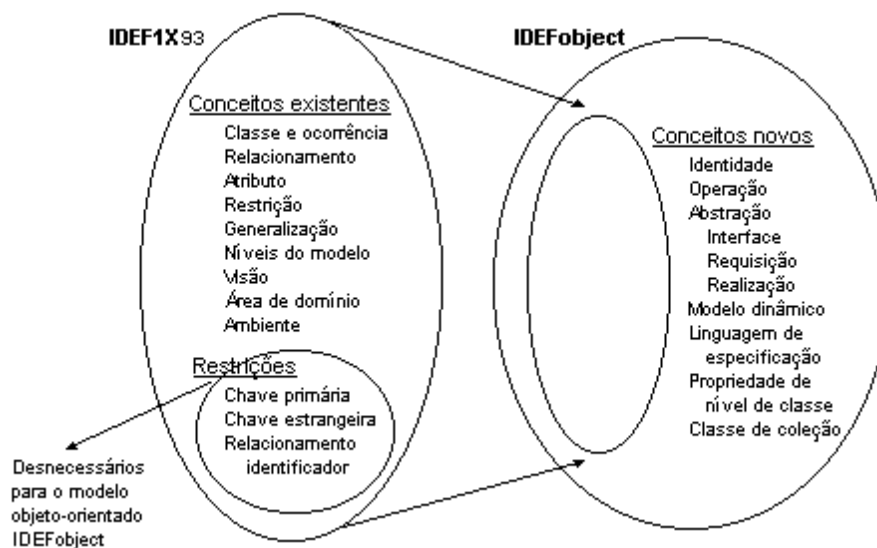 IDEF1X93
Conceitos existentes
Classe e ocorrência
Relacionamento
Atributo
Restrição
Generalização
Níveis do modelo
Visão
Área de domínio
Ambiente
Restrições
Chave primária
Chave estrangeira
Relacionamento
identificador
Desnecessários
para o modelo
objeto-orientado
IDEFobject
IDEFobject
Conceitos novos
Identidade
Operação
Abstração
Interface
Requisição
Realização
Modelo dinâmico
Linguagem de
especificação
Propriedade de
nível de classe
Classe de coleção